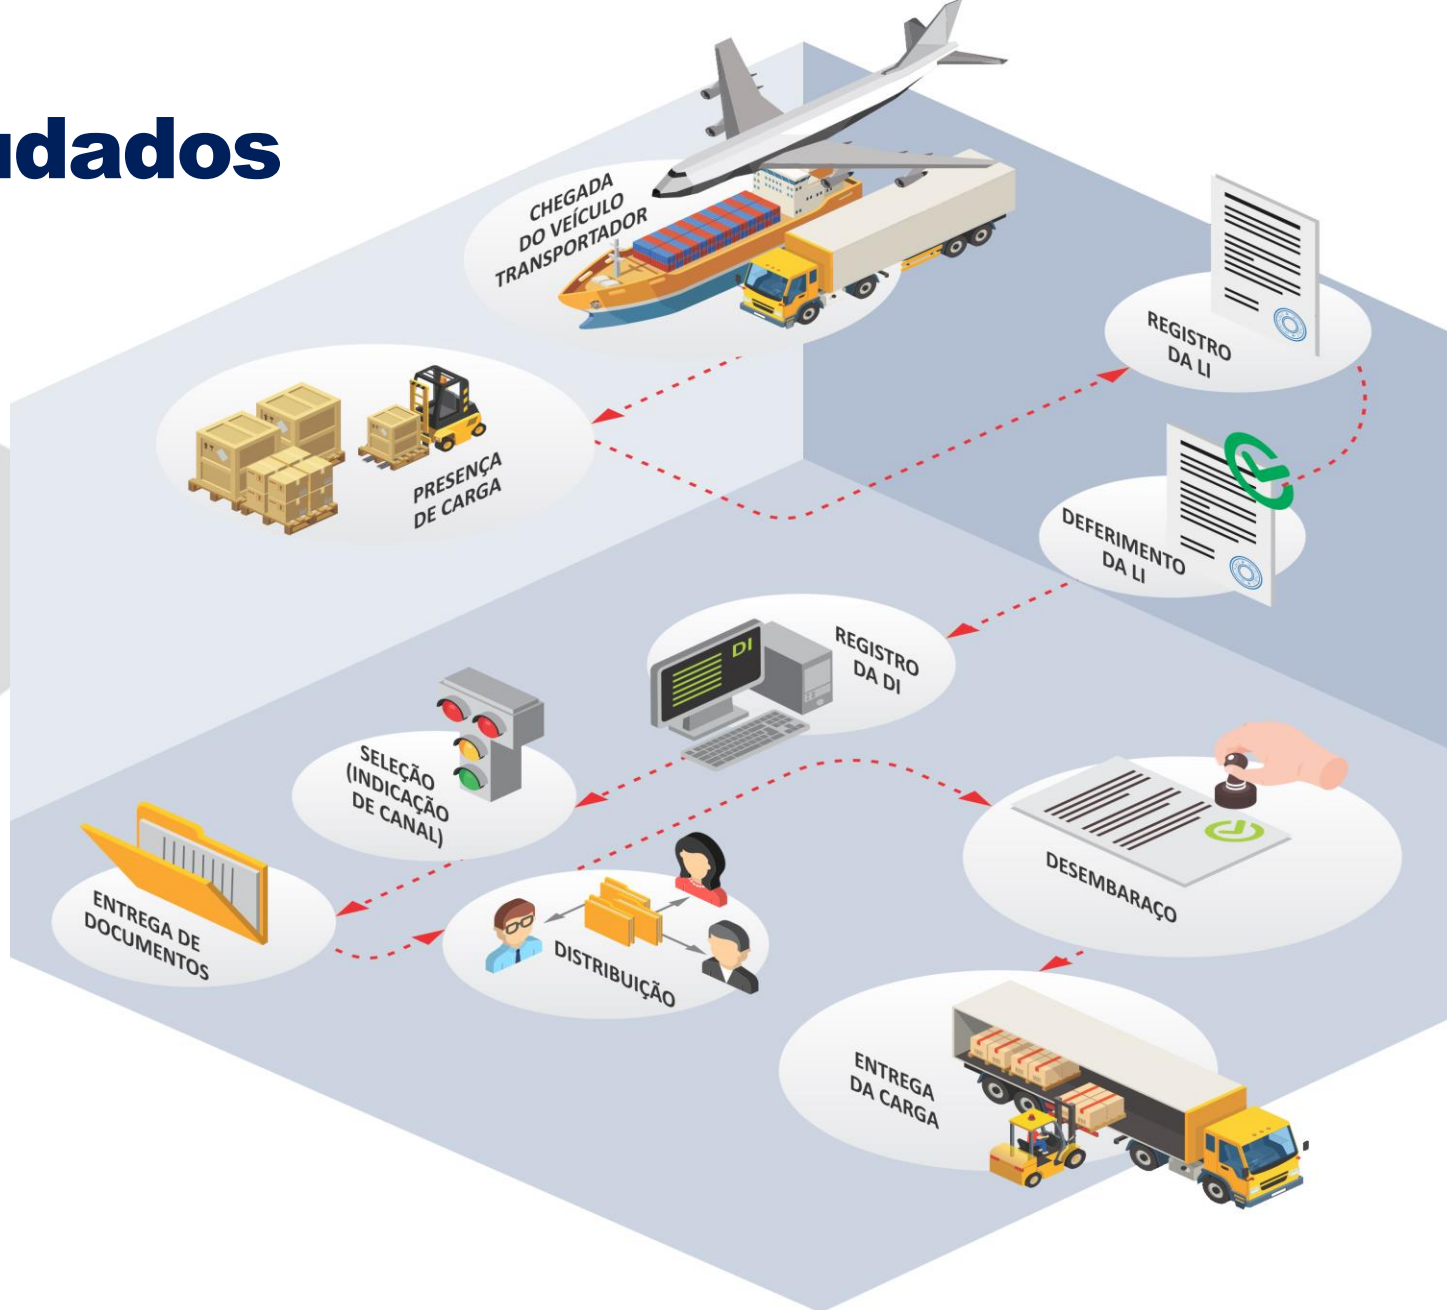 udados
CHEGADA
DO VEÍCULO
TRANSPORTADOR
REGISTRO
DA LI
PRESENÇA
DE CARGA
DEFERIMENTO
DA LI
REGISTRO
DA DI
DI
SELEÇÃO
(INDICAÇÃO
DE CANAL)
DESEMBARAÇO
ENTREGA DE
DOCUMENTOS
DISTRIBUIÇÃO
ENTREGA
DA CARGA